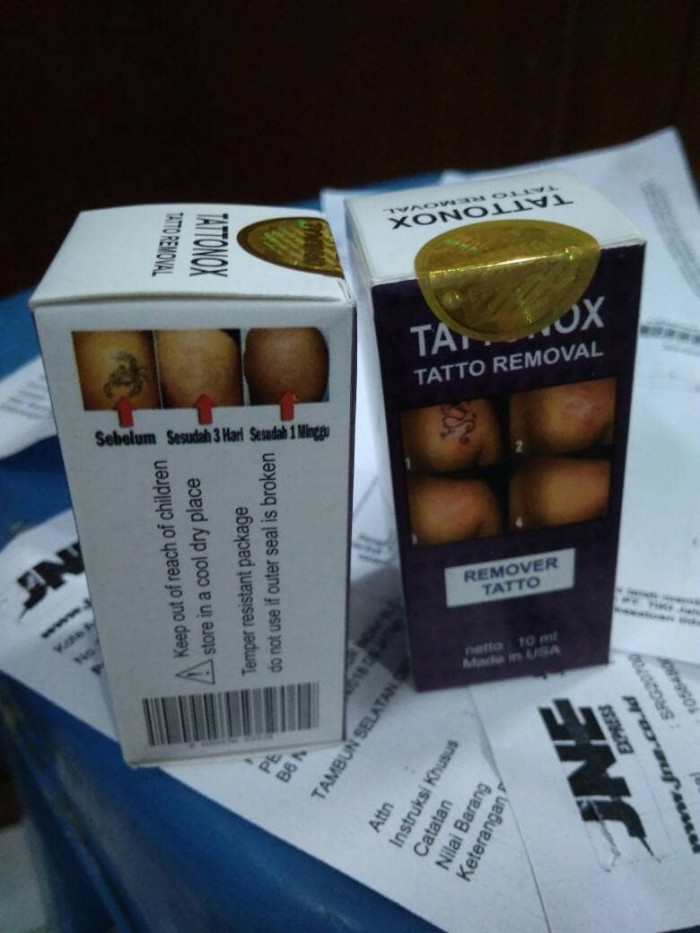 TATTONOX
TATTO REMOVAL
Sebelum
Sesudah 3 Hari
Sesudah 1 Minggu
Keep out of reach of children
store in a cool dry place
Temper resistant package
do not use if outer seal is broken
TATTONOX
TATTO REMOVAL
TATTONOX
TATTO REMOVAL
1
2
3
4
REMOVER
TATTO
netto : 10 ml
Made in USA
JNE
TAMBUN SELATAN
Attn
Instruksi Khusus
Catatan
Nilai Barang
Keterangan
JNE
EXPRESS
www.jne.co.id